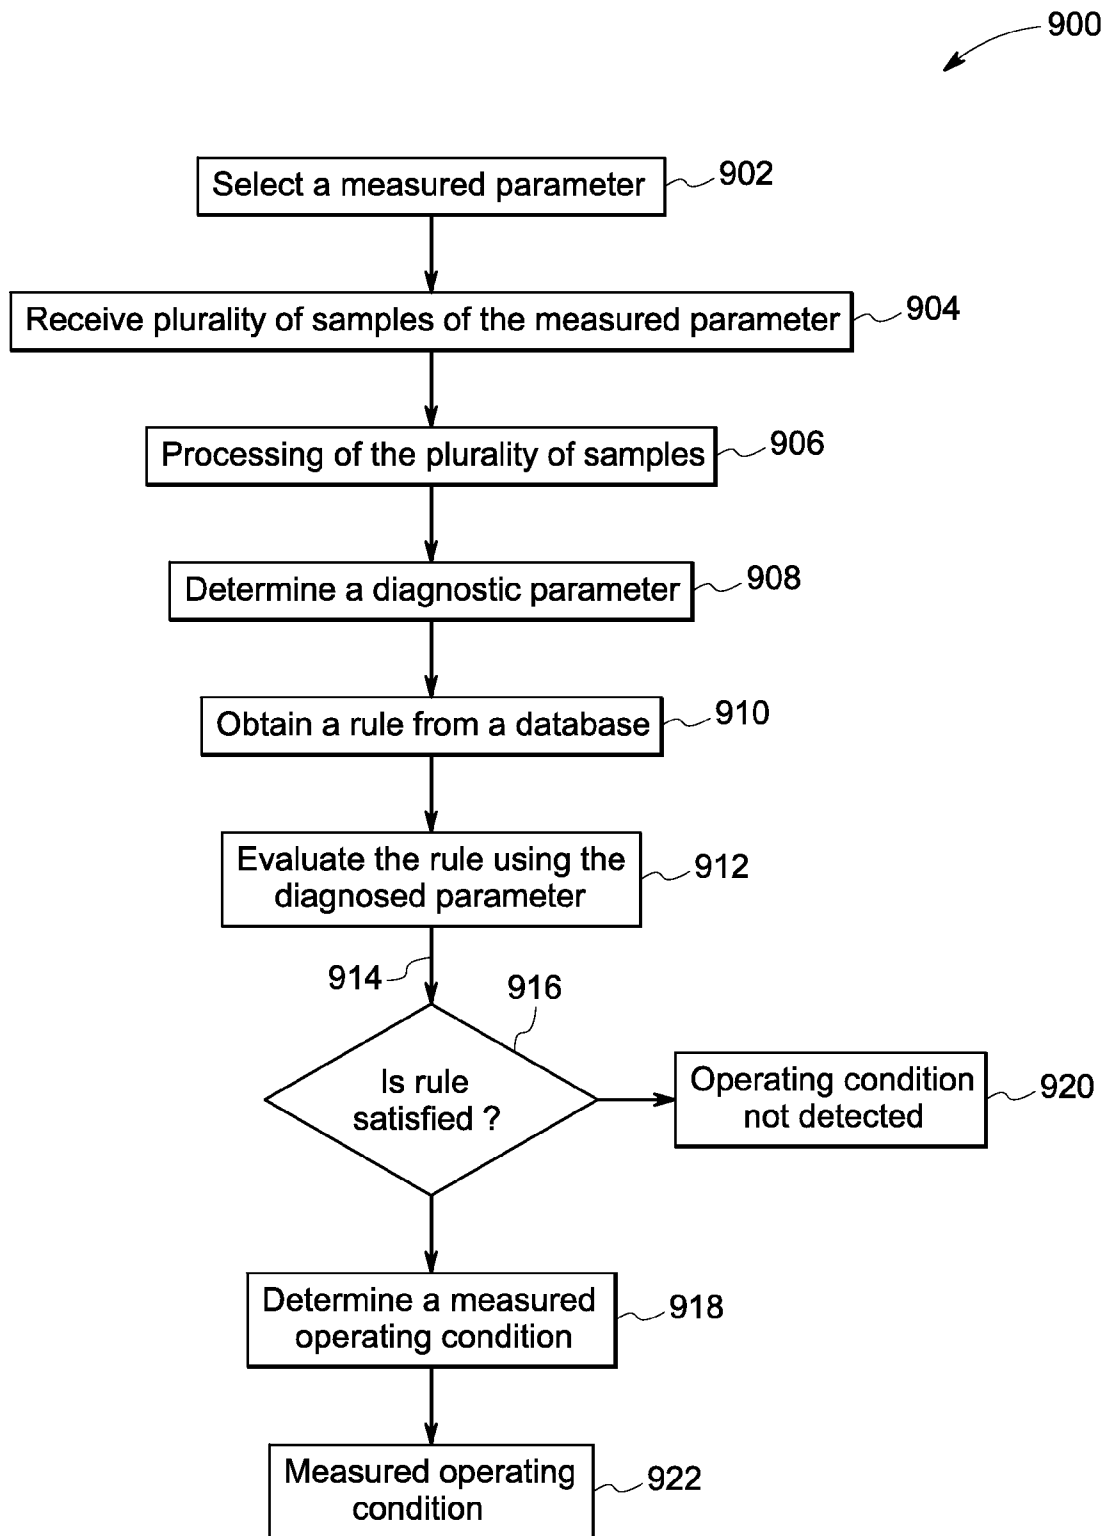 900
Select a measured parameter
902
Receive plurality of samples of the measured parameter
904
Processing of the plurality of samples
906
Determine a diagnostic parameter
908
Obtain a rule from a database
910
Evaluate the rule using the
diagnosed parameter
912
914
916
Is rule
satisfied ?
Operating condition
not detected
920
Determine a measured
operating condition
918
Measured operating
condition
922